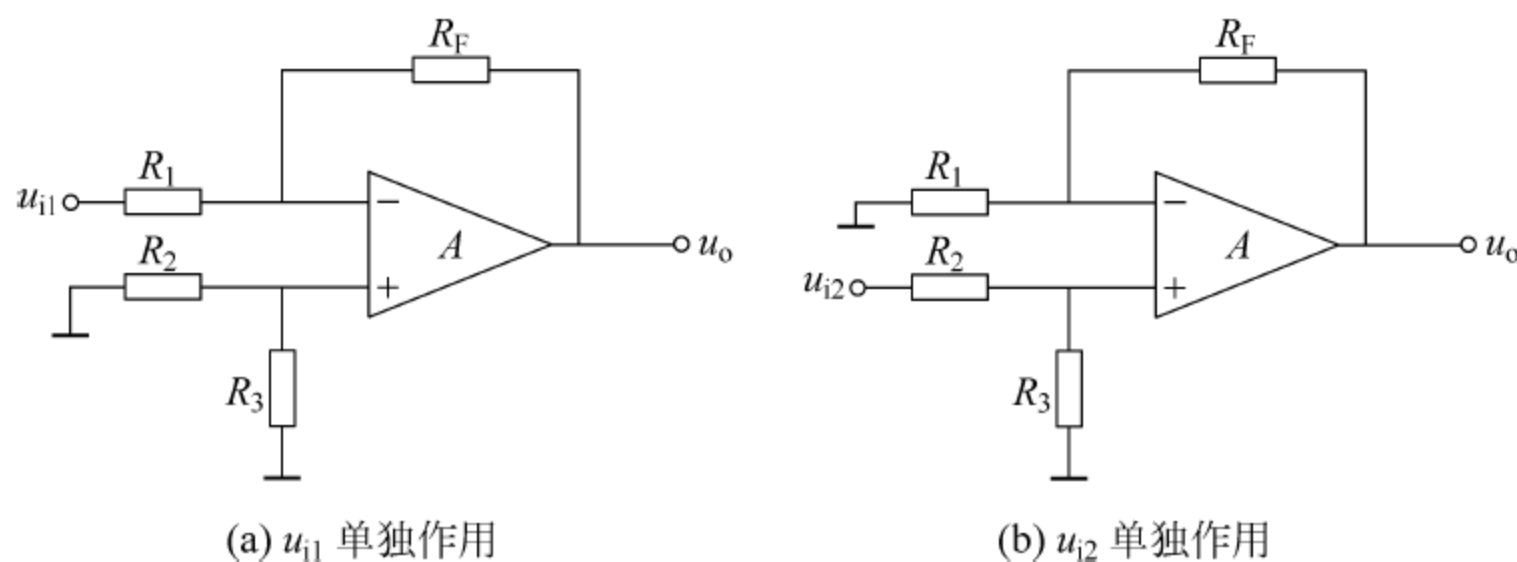 R_F
R_1
u_i1
−
A
u_o
R_2
+
R_3
(a) u_i1 单独作用
R_F
R_1
−
A
u_o
R_2
u_i2
+
R_3
(b) u_i2 单独作用